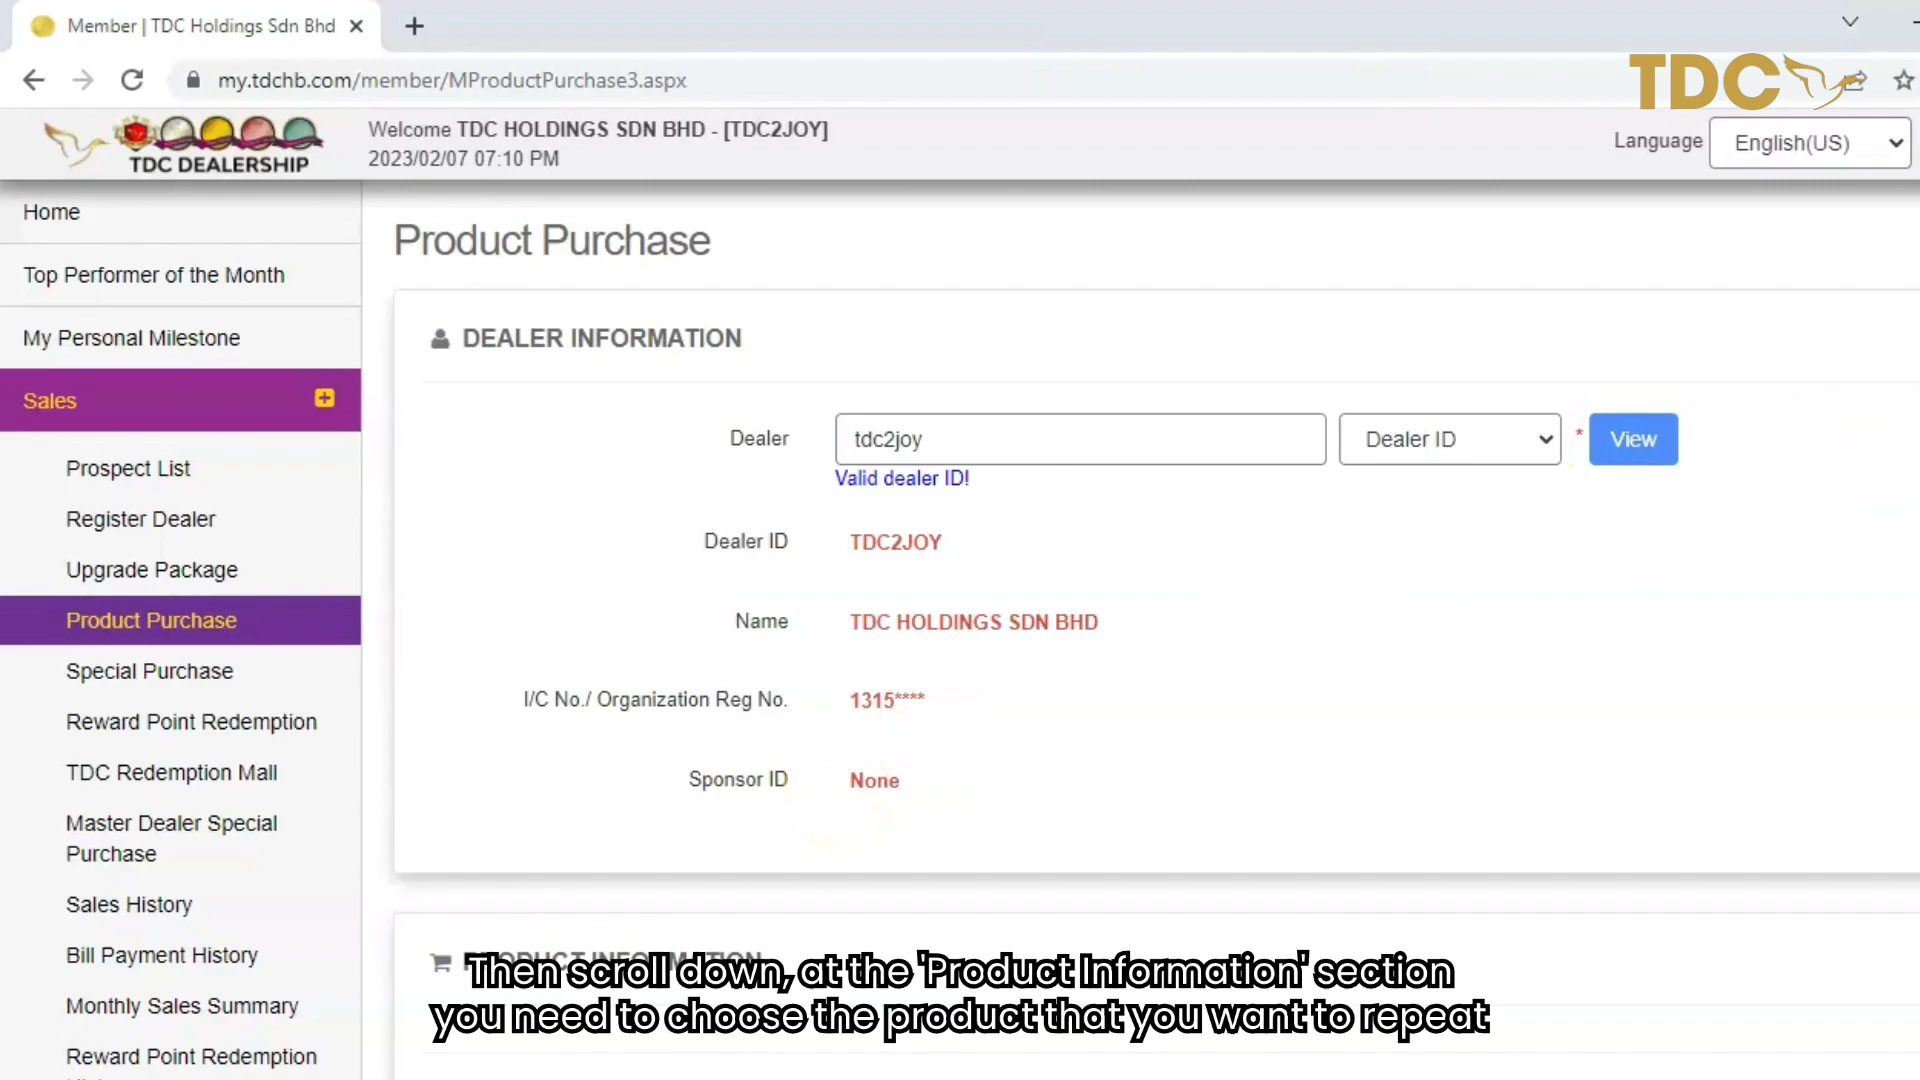 Member | TDC Holdings Sdn Bhd
my.tdchb.com/member/MProductPurchase3.aspx
TDC
TDC DEALERSHIP
Welcome TDC HOLDINGS SDN BHD - [TDC2JOY]
2023/02/07 07:10 PM
Language
English(US)
Home
Top Performer of the Month
My Personal Milestone
Sales
Prospect List
Register Dealer
Upgrade Package
Product Purchase
Special Purchase
Reward Point Redemption
TDC Redemption Mall
Master Dealer Special
Purchase
Sales History
Bill Payment History
Monthly Sales Summary
Reward Point Redemption
Product Purchase
DEALER INFORMATION
Dealer
tdc2joy
Dealer ID
*
View
Valid dealer ID!
Dealer ID
TDC2JOY
Name
TDC HOLDINGS SDN BHD
I/C No./ Organization Reg No.
1315****
Sponsor ID
None
PRODUCT INFORMATION
Then scroll down, at the 'Product Information' section
you need to choose the product that you want to repeat